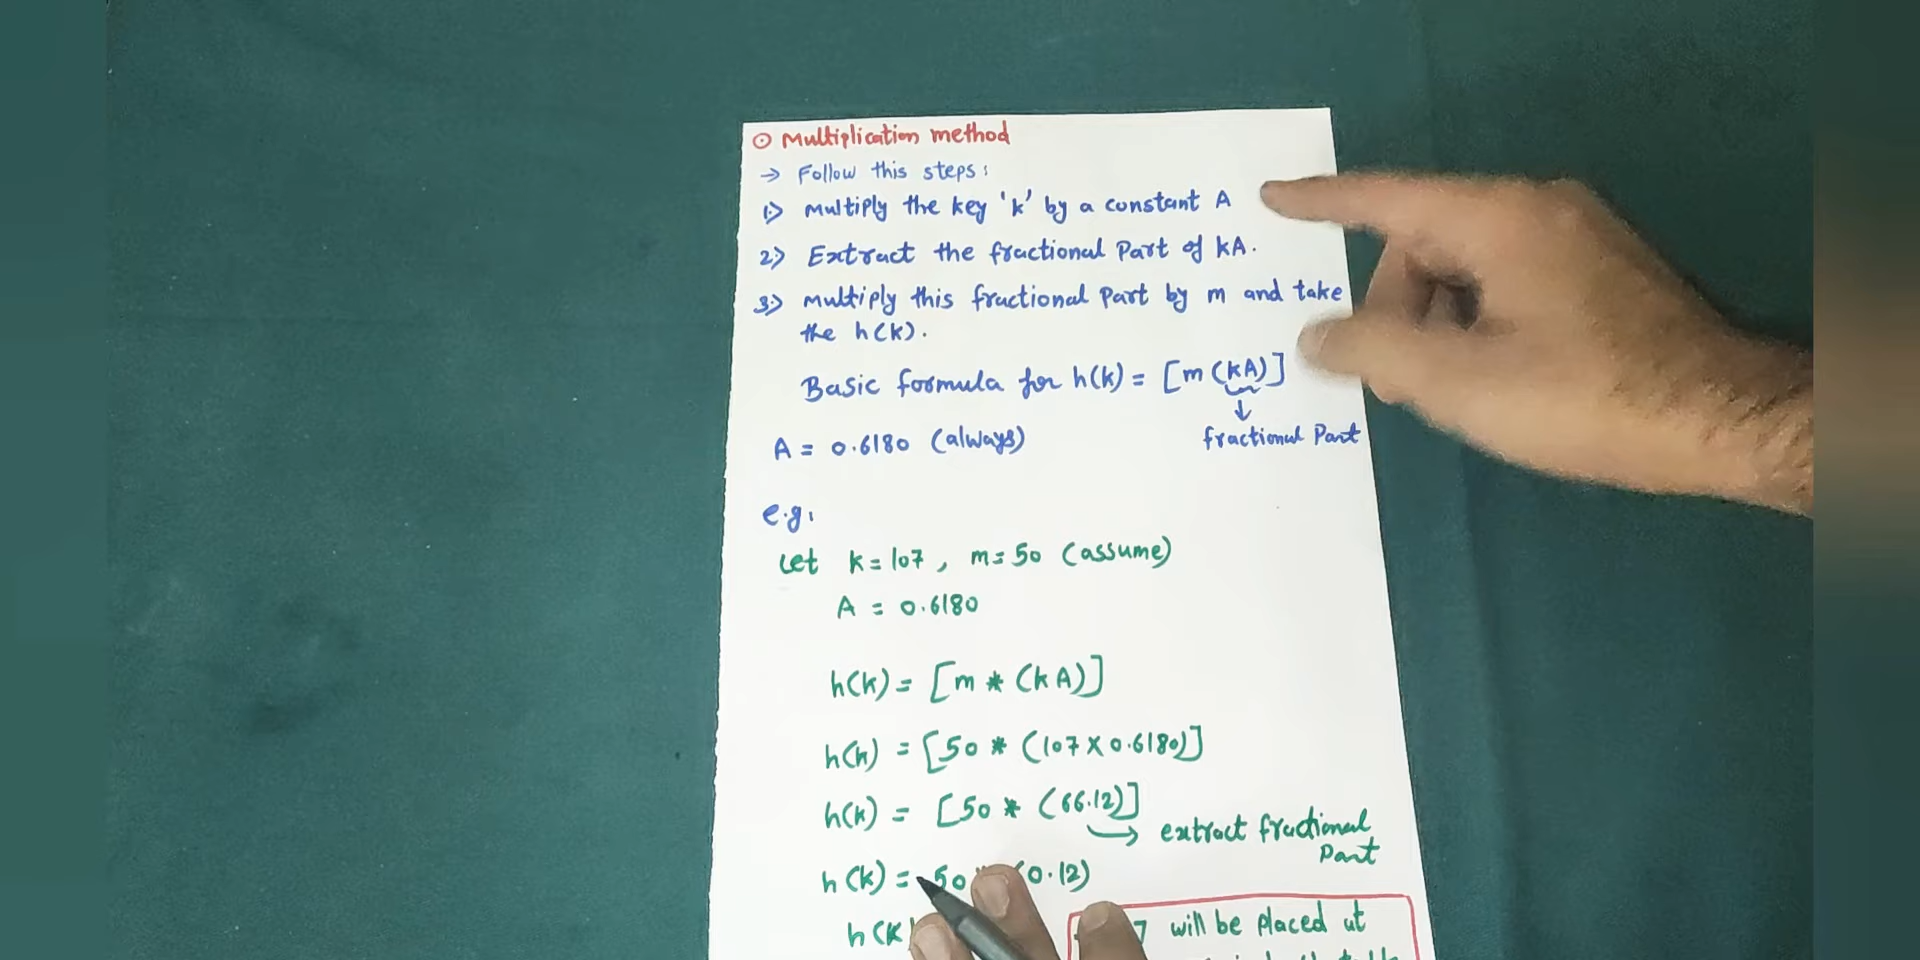 ⊙ Multiplication method
→ Follow this steps:
1.) Multiply the key 'k' by a constant A
2.) Extract the fractional Part of kA.
3.) Multiply this fractional Part by m and take
the h(k).
Basic formula for h(k) = [m (kA)]
↓
fractional Part
A = 0.6180 (always)
e.g.
Let k = 107, m = 50 (assume)
A = 0.6180
h(k) = [m * (kA)]
h(k) = [50 * (107 x 0.6180)]
h(k) = [50 * (66.12)]
→ extract fractional
Part
h(k) = 50 (0.12)
h(k)
7 will be placed at